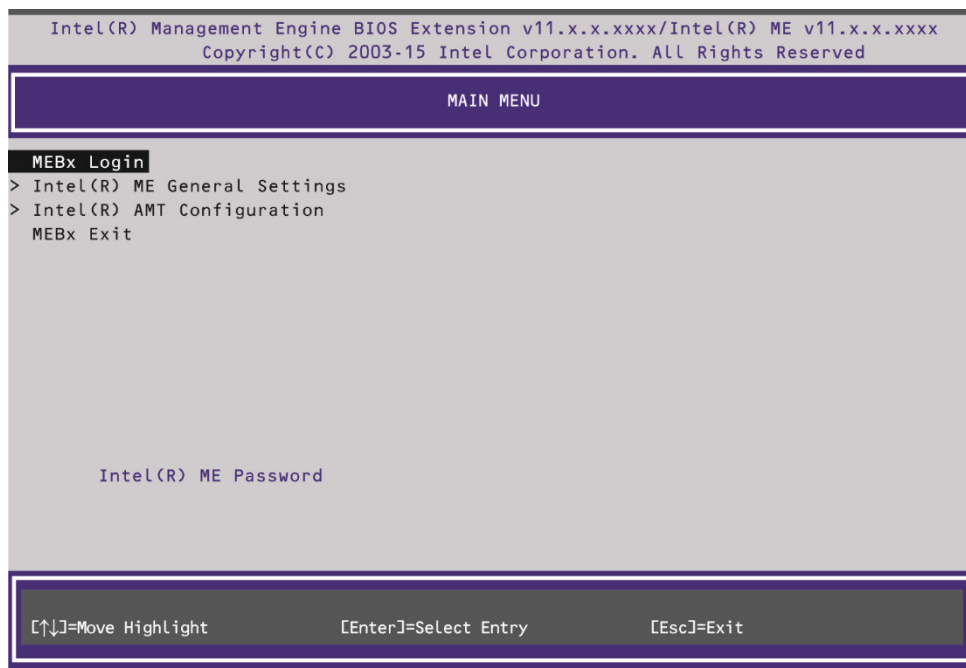 Intel(R) Management Engine BIOS Extension v11.x.x.xxxx/Intel(R) ME v11.x.x.xxxx
Copyright(C) 2003-15 Intel Corporation. All Rights Reserved
MAIN MENU
MEBx Login
> Intel(R) ME General Settings
> Intel(R) AMT Configuration
MEBx Exit
Intel(R) ME Password
[↑↓]=Move Highlight [Enter]=Select Entry [Esc]=Exit